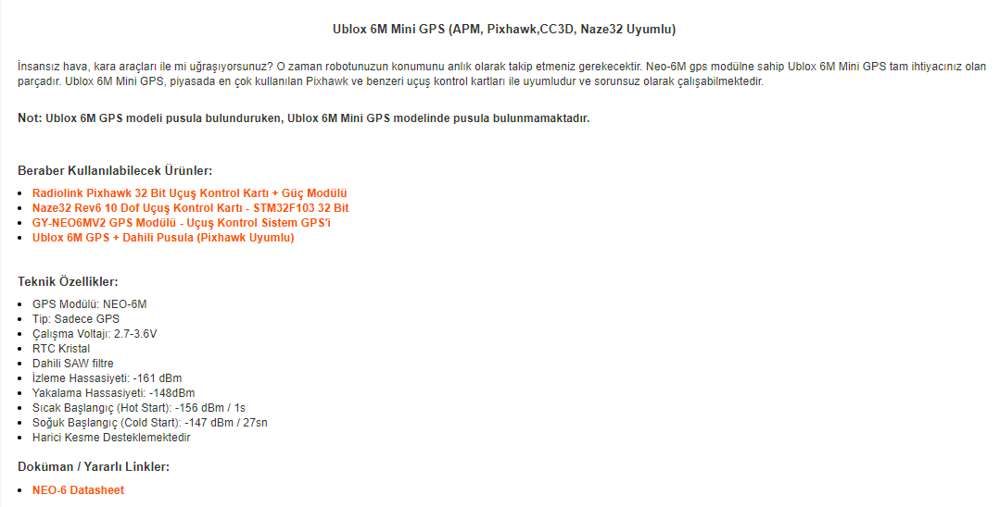 Ublox 6M Mini GPS (APM, Pixhawk,CC3D, Naze32 Uyumlu)
İnsansız hava, kara araçları ile mi uğraşıyorsunuz? O zaman robotunuzun konumunu anlık olarak takip etmeniz gerekecektir. Neo-6M gps modülne sahip Ublox 6M Mini GPS tam ihtiyacınız olan
parçadır. Ublox 6M Mini GPS, piyasada en çok kullanılan Pixhawk ve benzeri uçuş kontrol kartları ile uyumludur ve sorunsuz olarak çalışabilmektedir.
Not: Ublox 6M GPS modeli pusula bulunduruken, Ublox 6M Mini GPS modelinde pusula bulunmamaktadır.
Beraber Kullanılabilecek Ürünler:
• Radiolink Pixhawk 32 Bit Uçuş Kontrol Kartı + Güç Modülü
• Naze32 Rev6 10 Dof Uçuş Kontrol Kartı - STM32F103 32 Bit
• GY-NEO6MV2 GPS Modülü - Uçuş Kontrol Sistem GPS'i
• Ublox 6M GPS + Dahili Pusula (Pixhawk Uyumlu)
Teknik Özellikler:
• GPS Modülü: NEO-6M
• Tip: Sadece GPS
• Çalışma Voltajı: 2.7-3.6V
• RTC Kristal
• Dahili SAW filtre
• İzleme Hassasiyeti: -161 dBm
• Yakalama Hassasiyeti: -148dBm
• Sıcak Başlangıç (Hot Start): -156 dBm / 1s
• Soğuk Başlangıç (Cold Start): -147 dBm / 27sn
• Harici Kesme Desteklemektedir
Doküman / Yararlı Linkler:
• NEO-6 Datasheet